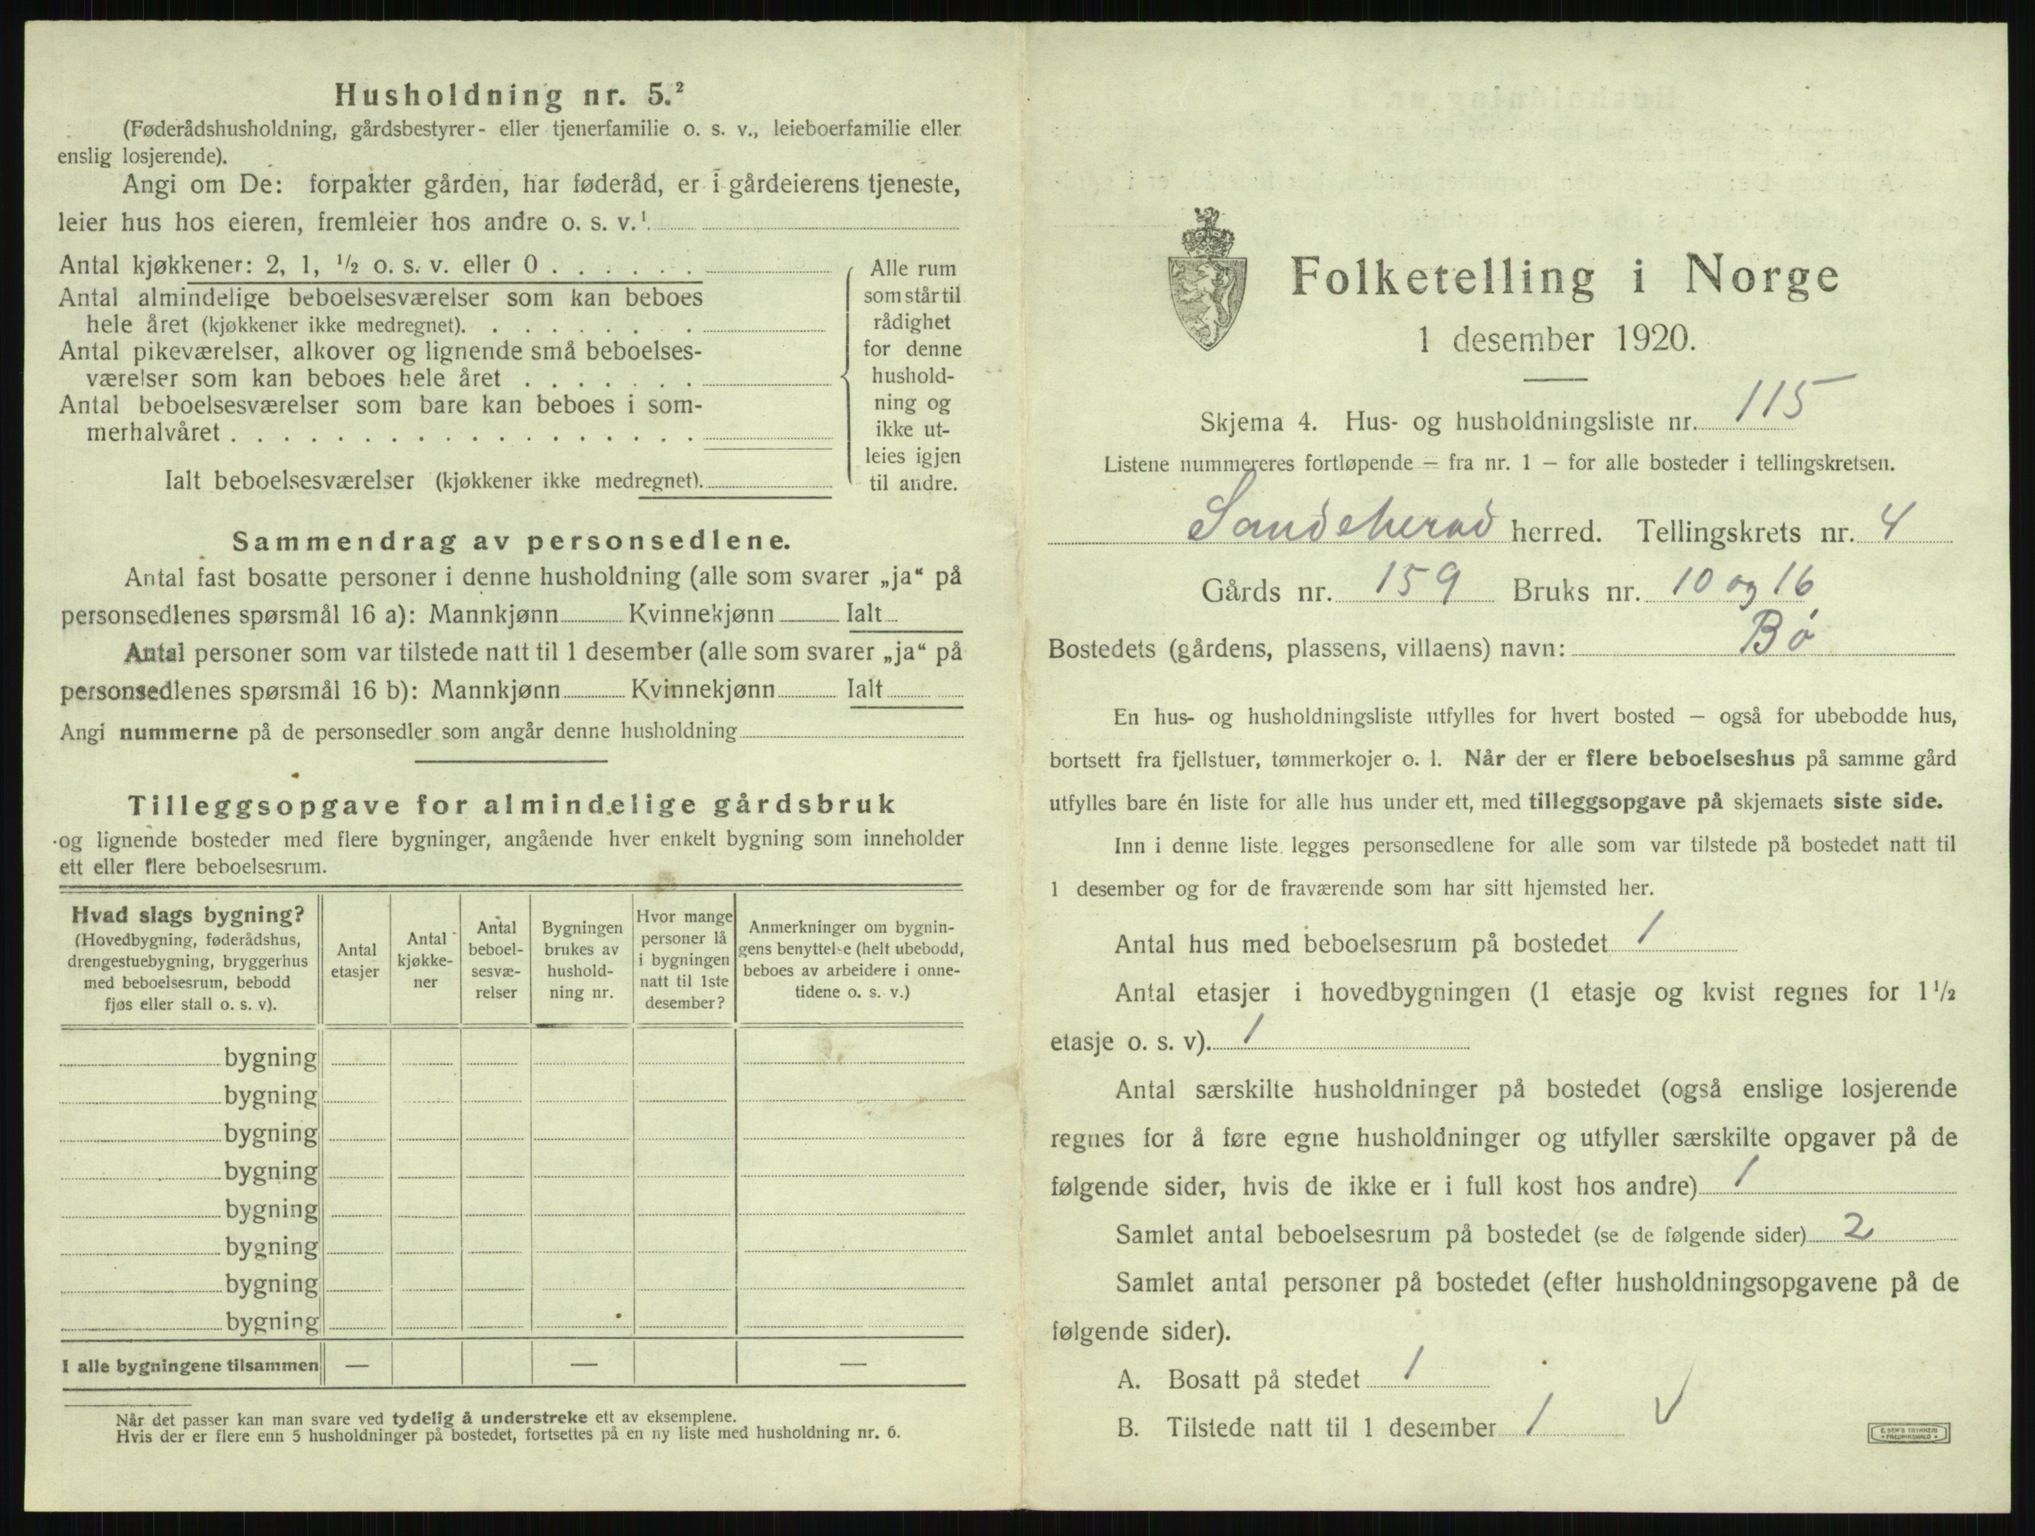 Husholdning nr. 5.²
(Føderådshusholdning, gårdsbestyrer- eller tjenerfamilie o. s. v., leieboerfamilie eller
enslig losjerende).
Angi om De: forpakter gården, har føderåd, er i gårdeierens tjeneste,
leier hus hos eieren, fremleier hos andre o. s. v.¹
Antal kjøkkener: 2, 1, ½ o. s. v. eller 0 . . . . . .
Antal almindelige beboelsesværelser som kan beboes
hele året (kjøkkener ikke medregnet). . . . . . . . .
Antal pikeværelser, alkover og lignende små beboelses-
værelser som kan beboes hele året . . . . . . .
Antal beboelsesværelser som bare kan beboes i som-
merhalvåret . . . . . . . . . . . . . . . . . .
Alle rum
som står til
rådighet
for denne
hushold-
ning og
ikke ut-
leies igjen
til andre.
Ialt beboelsesværelser (kjøkkener ikke medregnet).
Sammendrag av personsedlene.
Antal fast bosatte personer i denne husholdning (alle som svarer „ja“ på
personsedlenes spørsmål 16 a): Mannkjønn Kvinnekjønn Ialt
Antal personer som var tilstede natt til 1 desember (alle som svarer „ja“ på
personsedlenes spørsmål 16 b): Mannkjønn Kvinnekjønn Ialt
Angi nummerne på de personsedler som angår denne husholdning
Tilleggsopgave for almindelige gårdsbruk
og lignende bosteder med flere bygninger, angående hver enkelt bygning som inneholder
ett eller flere beboelsesrum.
Hvad slags bygning?
(Hovedbygning, føderådshus,
drengestuebygning, bryggerhus
med beboelsesrum, bebodd
fjøs eller stall o. s. v).
Antal
etasjer
Antal
kjøkke-
ner
Antal
beboel-
sesvæ-
relser
Bygningen
brukes av
hushold-
ning nr.
Hvor mange
personer lå
i bygningen
natt til 1ste
desember?
Anmerkninger om bygnin-
gens benyttelse (helt ubebodd,
beboes av arbeidere i onne-
tidene o. s. v.)
bygning
bygning
bygning
bygning
bygning
bygning
bygning
bygning
I alle bygningene tilsammen — — —
Når det passer kan man svare ved tydelig å understreke ett av eksemplene.
Hvis der er flere enn 5 husholdninger på bostedet, fortsettes på en ny liste med husholdning nr. 6.
Folketelling i Norge
1 desember 1920.
Skjema 4. Hus- og husholdningsliste nr. 115
Listene nummereres fortløpende — fra nr. 1 — for alle bosteder i tellingskretsen.
Sandeherad herred. Tellingskrets nr. 4
Gårds nr. 159 Bruks nr. 10 og 16
Bostedets (gårdens, plassens, villaens) navn: Bø
En hus- og husholdningsliste utfylles for hvert bosted — også for ubebodde hus,
bortsett fra fjellstuer, tømmerkojer o. l. Når der er flere beboelseshus på samme gård
utfylles bare én liste for alle hus under ett, med tilleggsopgave på skjemaets siste side.
Inn i denne liste legges personsedlene for alle som var tilstede på bostedet natt til
1 desember og for de fraværende som har sitt hjemsted her.
Antal hus med beboelsesrum på bostedet 1
Antal etasjer i hovedbygningen (1 etasje og kvist regnes for 1½
etasje o. s. v). 1
Antal særskilte husholdninger på bostedet (også enslige losjerende
regnes for å føre egne husholdninger og utfyller særskilte opgaver på de
følgende sider, hvis de ikke er i full kost hos andre) 1
Samlet antal beboelsesrum på bostedet (se de følgende sider) 2
Samlet antal personer på bostedet (efter husholdningsopgavene på de
følgende sider).
A. Bosatt på stedet 1
B. Tilstede natt til 1 desember 1 ✓